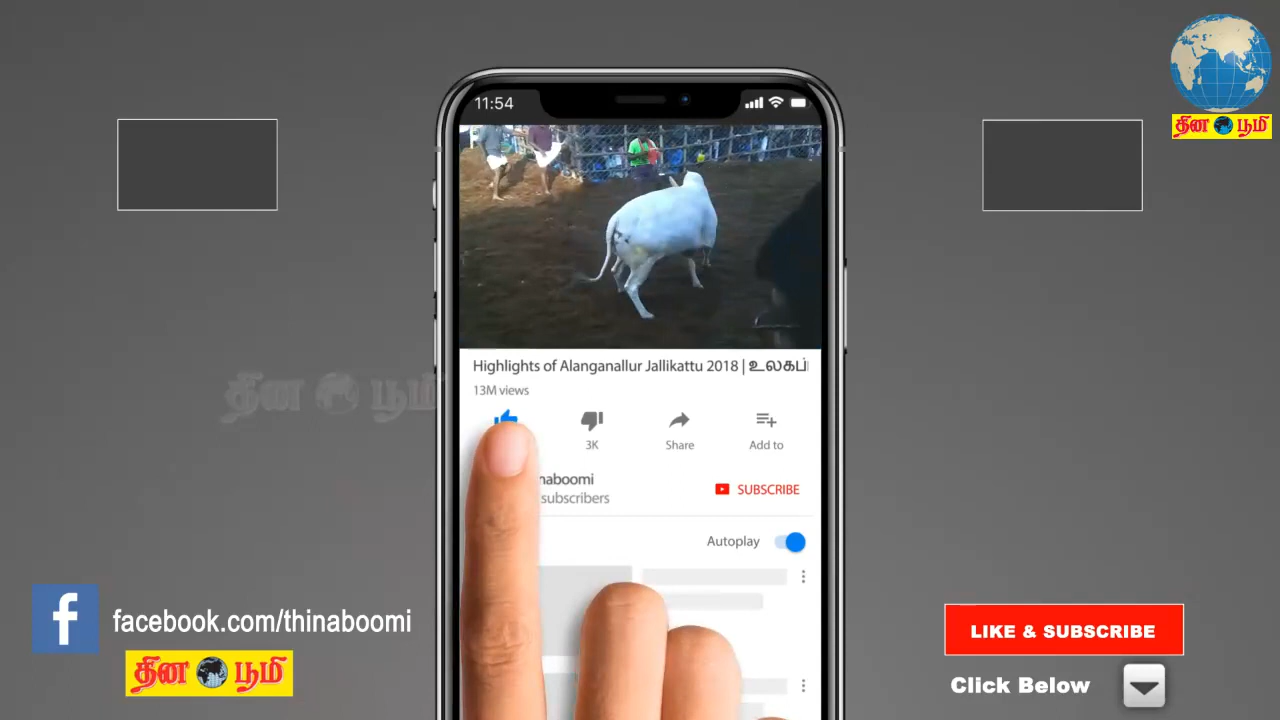 தின பூமி
11:54
Highlights of Alanganallur Jallikattu 2018 | உலகப்
13M views
3K
Share
Add to
naboomi
subscribers
SUBSCRIBE
Autoplay
தின பூமி
f facebook.com/thinaboomi
தின பூமி
LIKE & SUBSCRIBE
Click Below